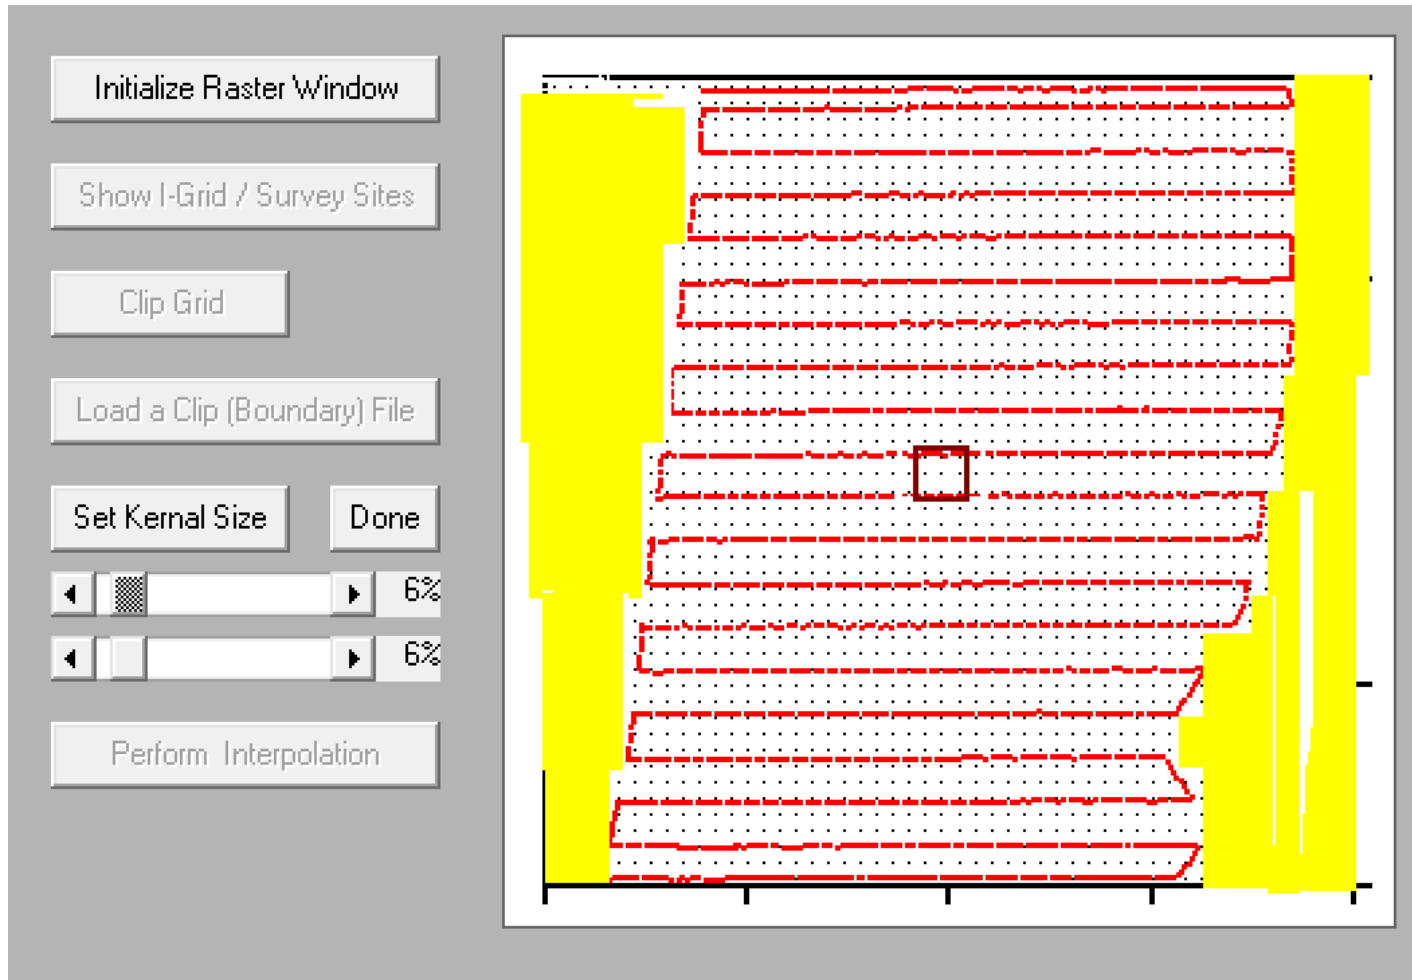 Initialize Raster Window
Show I-Grid / Survey Sites
Clip Grid
Load a Clip (Boundary) File
Set Kernal Size
Done
6%
6%
Perform Interpolation